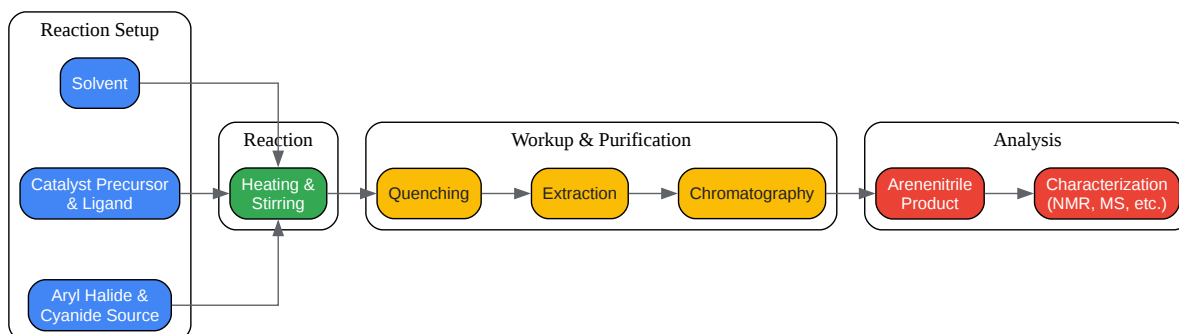 Reaction Setup
Solvent
Catalyst Precursor
& Ligand
Aryl Halide &
Cyanide Source
Reaction
Heating &
Stirring
Workup & Purification
Quenching
Extraction
Chromatography
Analysis
Arenenitrile
Product
Characterization
(NMR, MS, etc.)